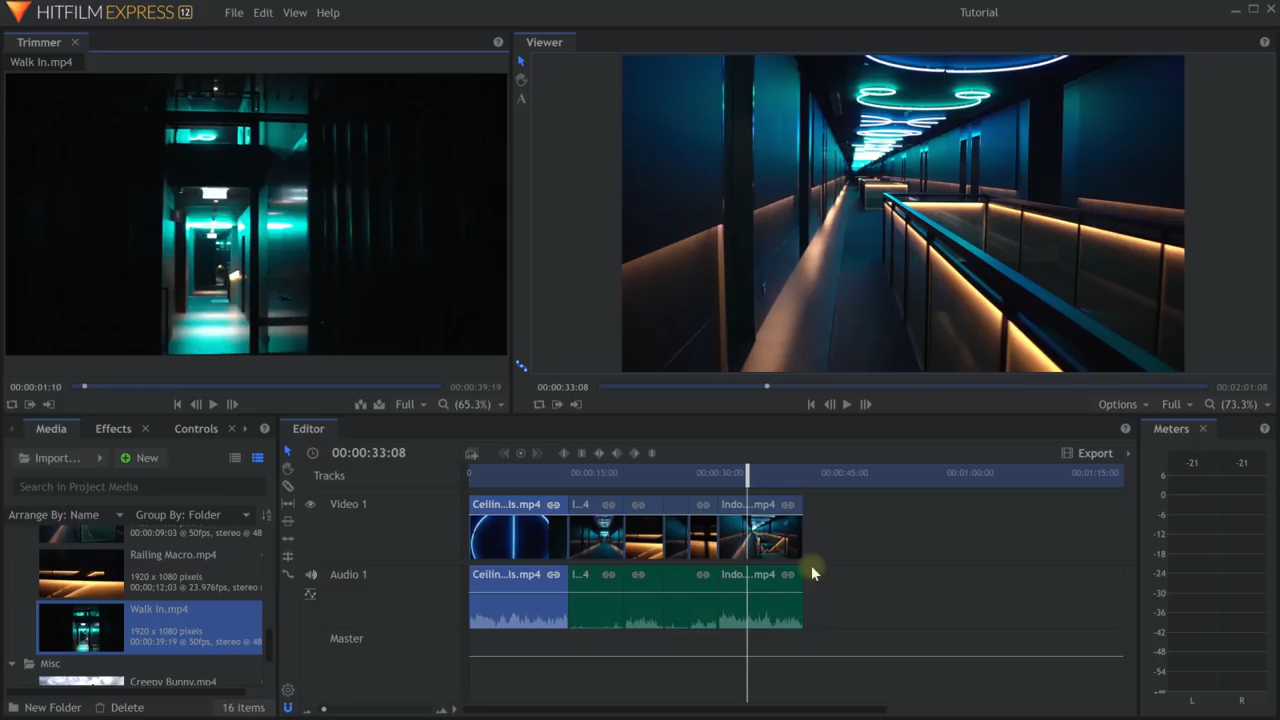 HITFILM EXPRESS 12 File Edit View Help Tutorial
Trimmer
Walk In.mp4
00:00:01:10 00:00:39:19
Full (65.3%)
Viewer
A
00:00:33:08 00:02:01:08
Options Full (73.3%)
Media Effects Controls
Import... New
Search in Project Media
Arrange By: Name Group By: Folder
00:00:09:03 @ 50fps, stereo @ 48
Railing Macro.mp4
1920 x 1080 pixels
00:00;12;03 @ 23.976fps, stereo
Walk In.mp4
1920 x 1080 pixels
00:00:39:19 @ 50fps, stereo @ 48
Misc
Creepy Bunny.mp4
New Folder Delete 16 items
Editor
00:00:33:08 Export
Tracks 0 00:00:15:00 00:00:30:00 00:00:45:00 00:01:00:00 00:01:15:00
Video 1 Ceilin...ls.mp4 I...4 Indo....mp4
Audio 1 Ceilin...ls.mp4 I...4 Indo....mp4
Master
Meters
-21 -21
6
0
-6
-12
-18
-24
-30
-36
-42
-48
-54
-∞
L R